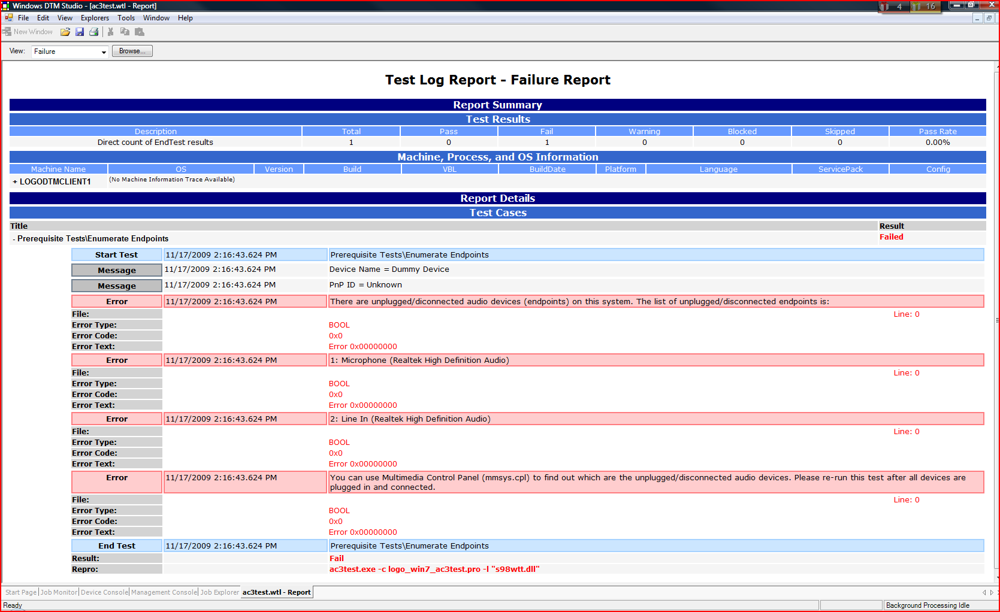 Windows DTM Studio - [ac3test.wtl - Report]
4 16
File Edit View Explorers Tools Window Help
New Window
View: Failure Browse...
Test Log Report - Failure Report
Report Summary
Test Results
Description Total Pass Fail Warning Blocked Skipped Pass Rate
Direct count of EndTest results 1 0 1 0 0 0 0.00%
Machine, Process, and OS Information
Machine Name OS Version Build VBL BuildDate Platform Language ServicePack Config
+ LOGODTMCLIENT1 (No Machine Information Trace Available)
Report Details
Test Cases
Title Result
- Prerequisite Tests\Enumerate Endpoints Failed
Start Test 11/17/2009 2:16:43.624 PM Prerequisite Tests\Enumerate Endpoints
Message 11/17/2009 2:16:43.624 PM Device Name = Dummy Device
Message 11/17/2009 2:16:43.624 PM PnP ID = Unknown
Error 11/17/2009 2:16:43.624 PM There are unplugged/diconnected audio devices (endpoints) on this system. The list of unplugged/disconnected endpoints is:
File: Line: 0
Error Type: BOOL
Error Code: 0x0
Error Text: Error 0x00000000
Error 11/17/2009 2:16:43.624 PM 1: Microphone (Realtek High Definition Audio)
File: Line: 0
Error Type: BOOL
Error Code: 0x0
Error Text: Error 0x00000000
Error 11/17/2009 2:16:43.624 PM 2: Line In (Realtek High Definition Audio)
File: Line: 0
Error Type: BOOL
Error Code: 0x0
Error Text: Error 0x00000000
Error 11/17/2009 2:16:43.624 PM You can use Multimedia Control Panel (mmsys.cpl) to find out which are the unplugged/disconnected audio devices. Please re-run this test after all devices are
plugged in and connected.
File: Line: 0
Error Type: BOOL
Error Code: 0x0
Error Text: Error 0x00000000
End Test 11/17/2009 2:16:43.624 PM Prerequisite Tests\Enumerate Endpoints
Result: Fail
Repro: ac3test.exe -c logo_win7_ac3test.pro -l "s98wtt.dll"
Start Page Job Monitor Device Console Management Console Job Explorer ac3test.wtl - Report
Ready Background Processing Idle